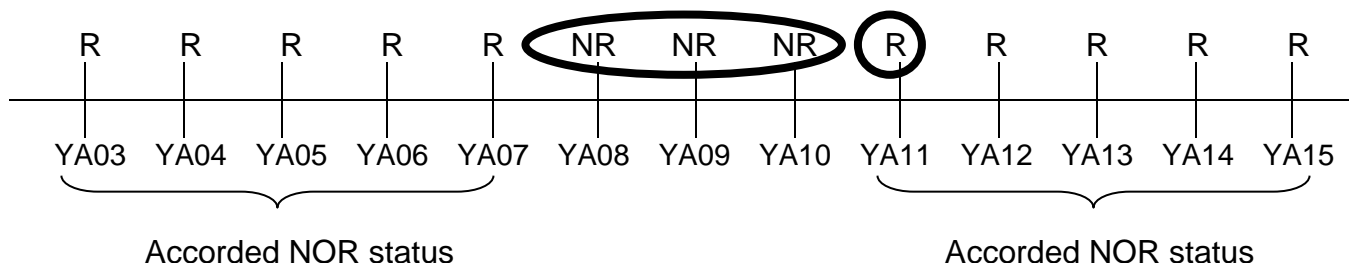 R R R R R NR NR NR R R R R R
YA03 YA04 YA05 YA06 YA07 YA08 YA09 YA10 YA11 YA12 YA13 YA14 YA15
Accorded NOR status Accorded NOR status